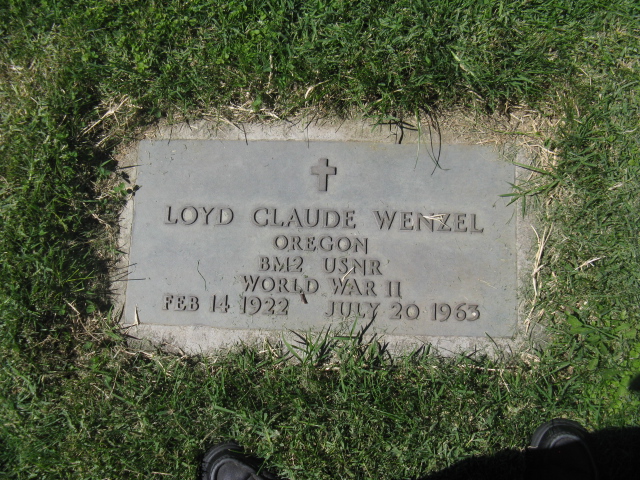 LOYD CLAUDE WENZEL
OREGON
BM2 USNR
WORLD WAR II
FEB 14 1922 JULY 20 1963